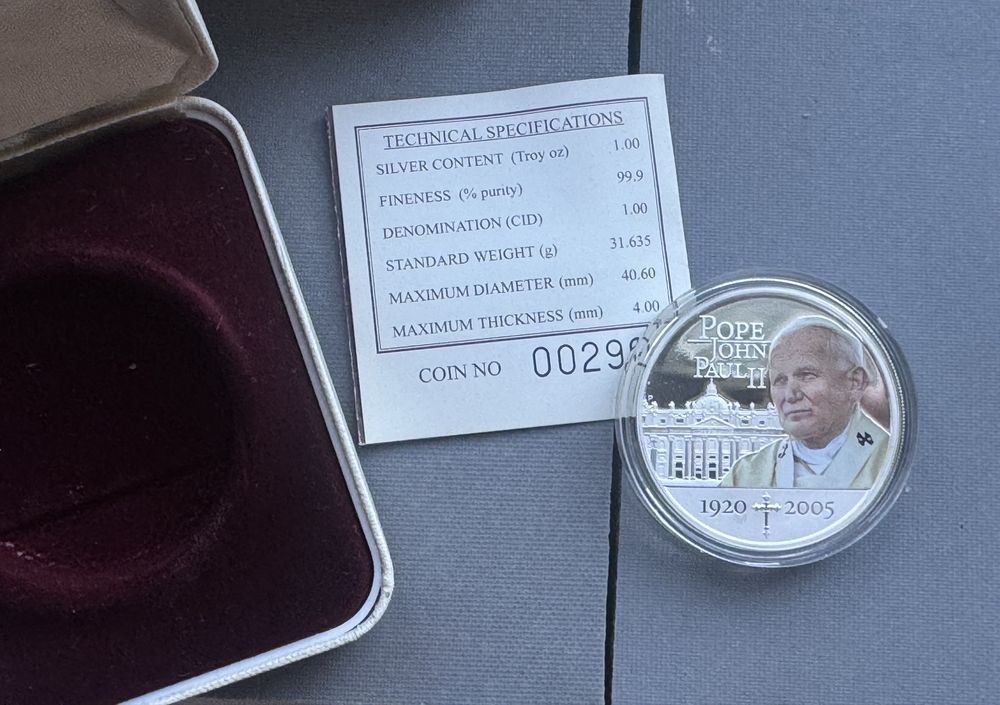 TECHNICAL SPECIFICATIONS
SILVER CONTENT (Troy oz) 1.00
FINENESS (% purity) 99.9
DENOMINATION (CID) 1.00
STANDARD WEIGHT (g) 31.635
MAXIMUM DIAMETER (mm) 40.60
MAXIMUM THICKNESS (mm) 4.00
COIN NO 0029
POPE
JOHN
PAUL II
P
1920 2005